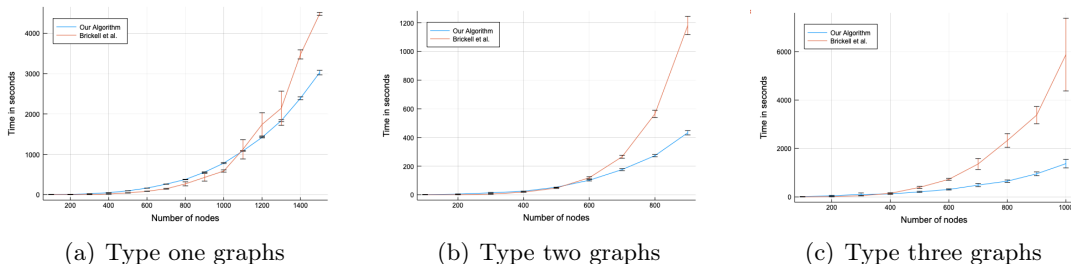 Our Algorithm
Brickell et al.
Time in seconds
4000
3000
2000
1000
0
200 400 600 800 1000 1200 1400
Number of nodes
(a) Type one graphs
Our Algorithm
Brickell et al.
Time in seconds
1200
1000
800
600
400
200
0
200 400 600 800
Number of nodes
(b) Type two graphs
Our Algorithm
Brickell et al.
Time in seconds
6000
4000
2000
0
200 400 600 800 1000
Number of nodes
(c) Type three graphs